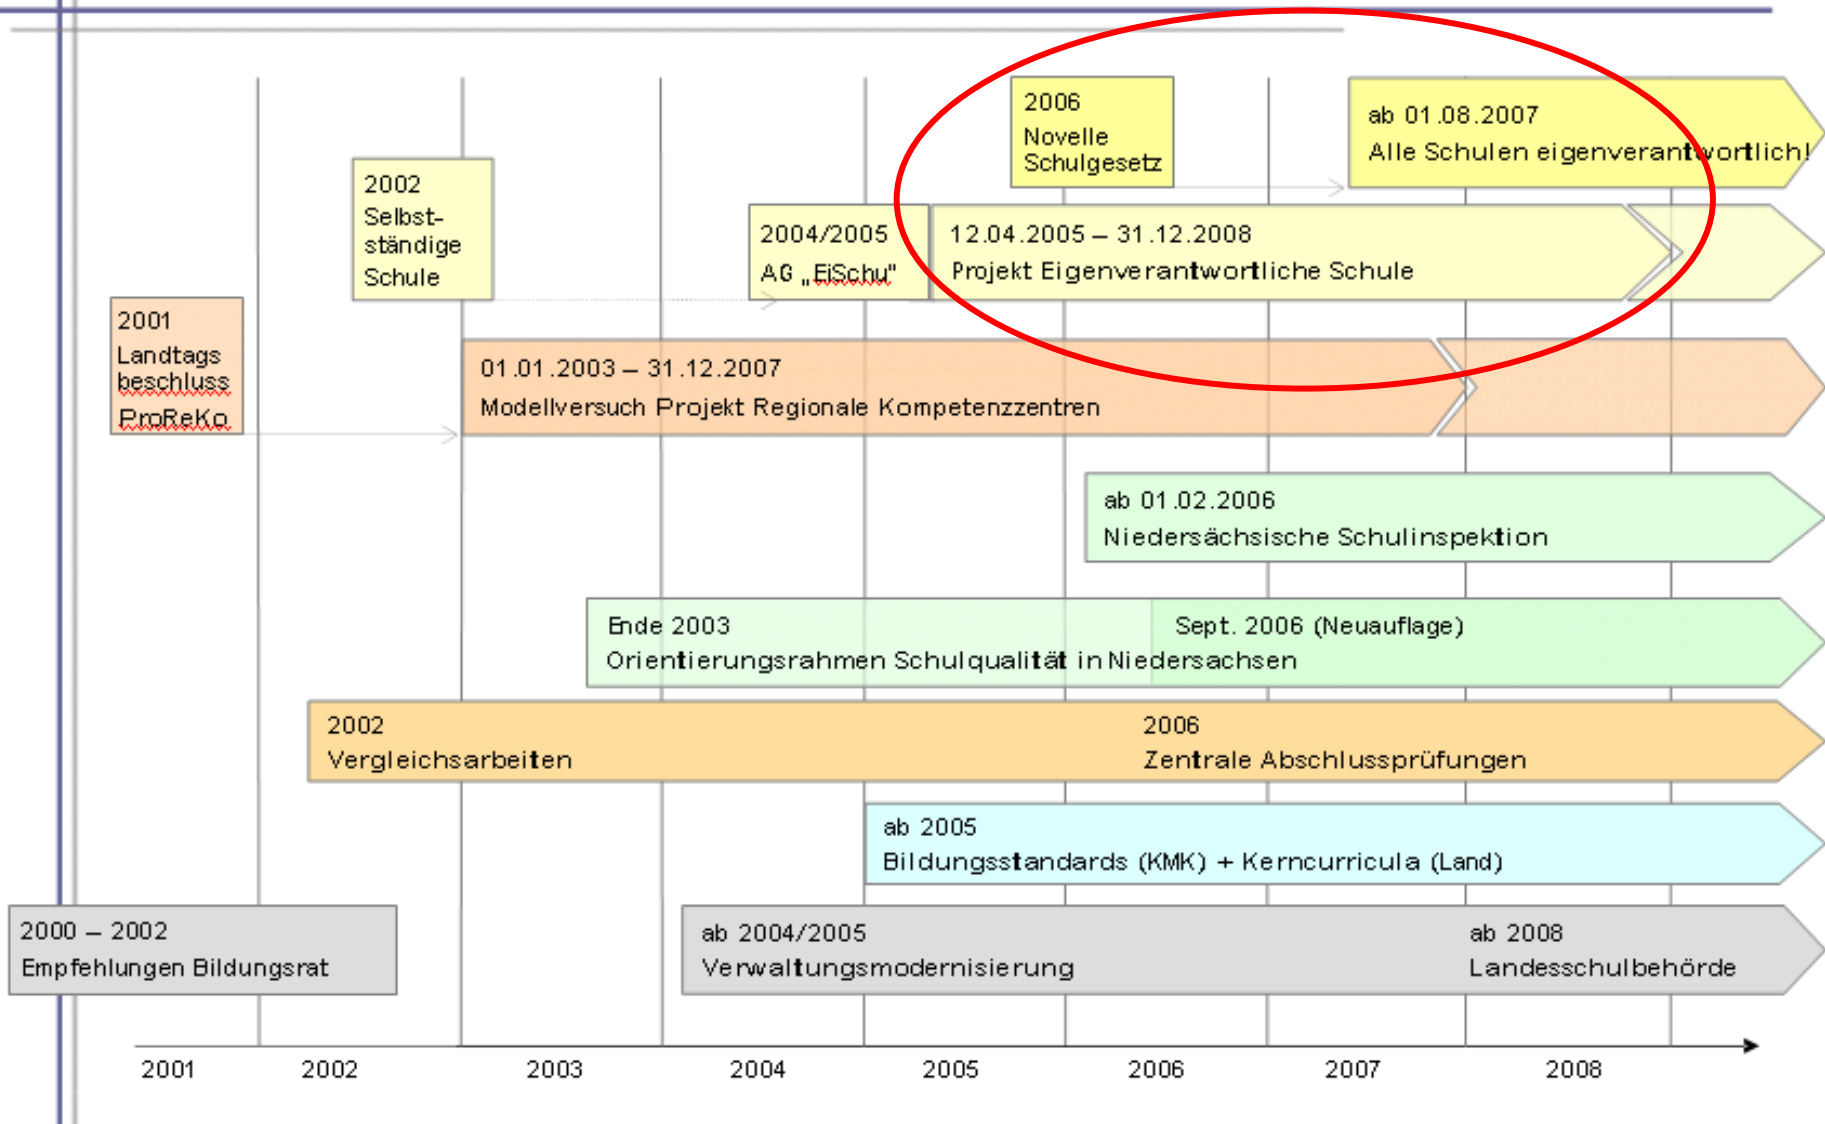 2006
Novelle
Schulgesetz
ab 01.08.2007
Alle Schulen eigenverantwortlich!
2002
Selbst-
ständige
Schule
2004/2005
AG „EiSchu"
12.04.2005 – 31.12.2008
Projekt Eigenverantwortliche Schule
2001
Landtags
beschluss
ProReKo
01.01.2003 – 31.12.2007
Modellversuch Projekt Regionale Kompetenzzentren
ab 01.02.2006
Niedersächsische Schulinspektion
Ende 2003
Sept. 2006 (Neuauflage)
Orientierungsrahmen Schulqualität in Niedersachsen
2002
Vergleichsarbeiten
2006
Zentrale Abschlussprüfungen
ab 2005
Bildungsstandards (KMK) + Kerncurricula (Land)
2000 – 2002
Empfehlungen Bildungsrat
ab 2004/2005
Verwaltungsmodernisierung
ab 2008
Landesschulbehörde
2001 2002 2003 2004 2005 2006 2007 2008